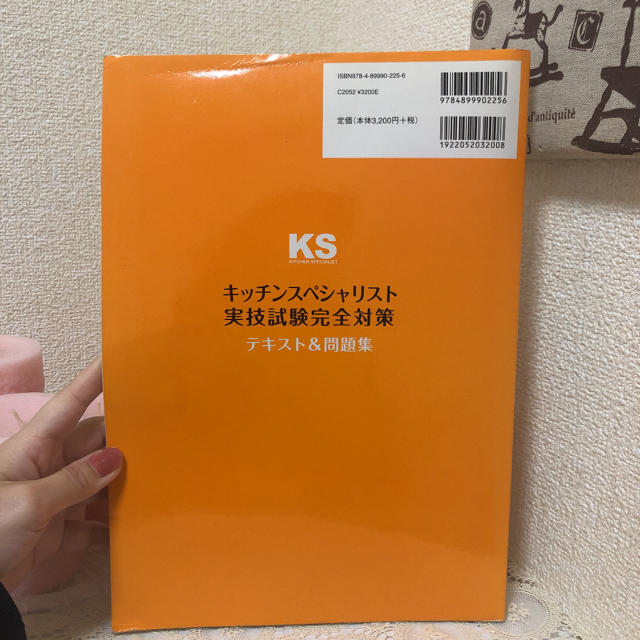 ISBN978-4-89990-225-6
C2052 ¥3200E
定価(本体3,200円+税)
9784899902256
1922052032008
a
C
d'antiquité
KS
KITCHEN SPECIALIST
キッチンスペシャリスト
実技試験完全対策
テキスト&問題集